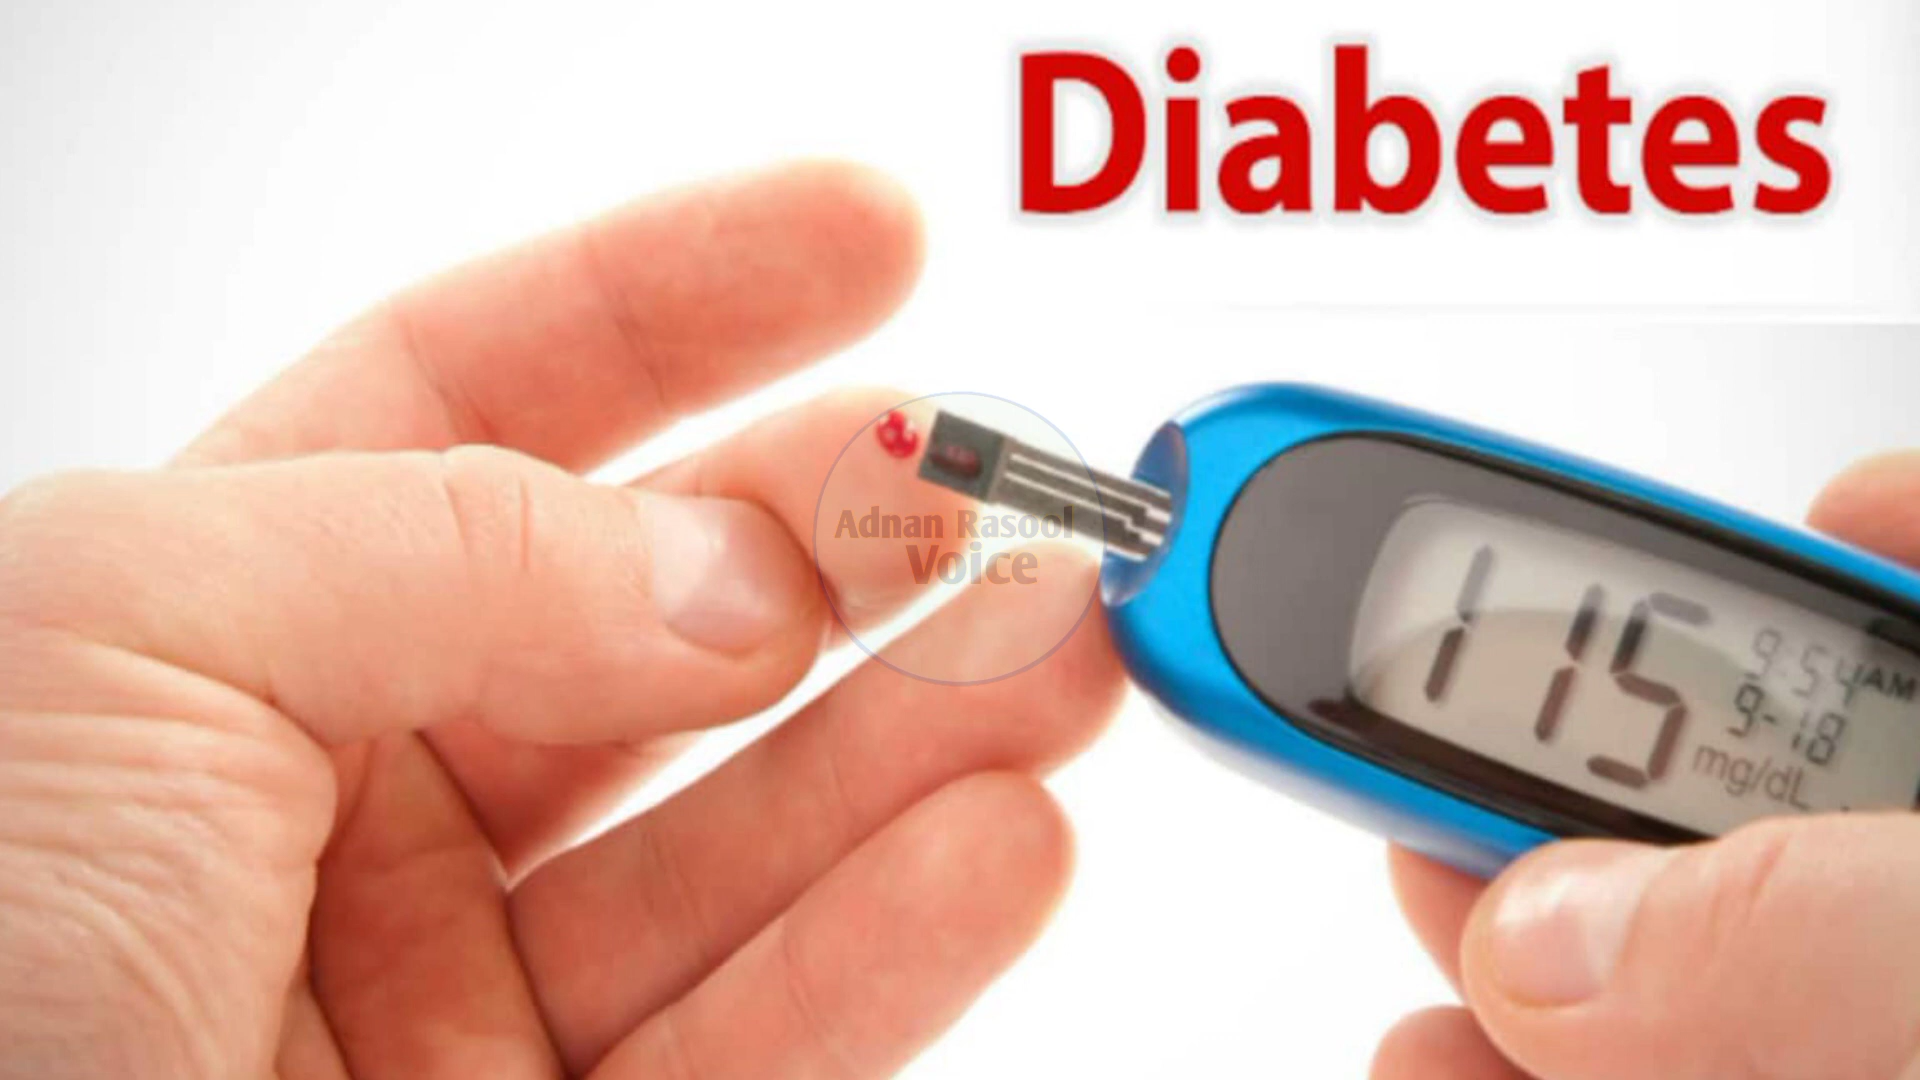 Diabetes
Adnan Rasool
Voice
115
9:54 AM
9-18
mg/dL